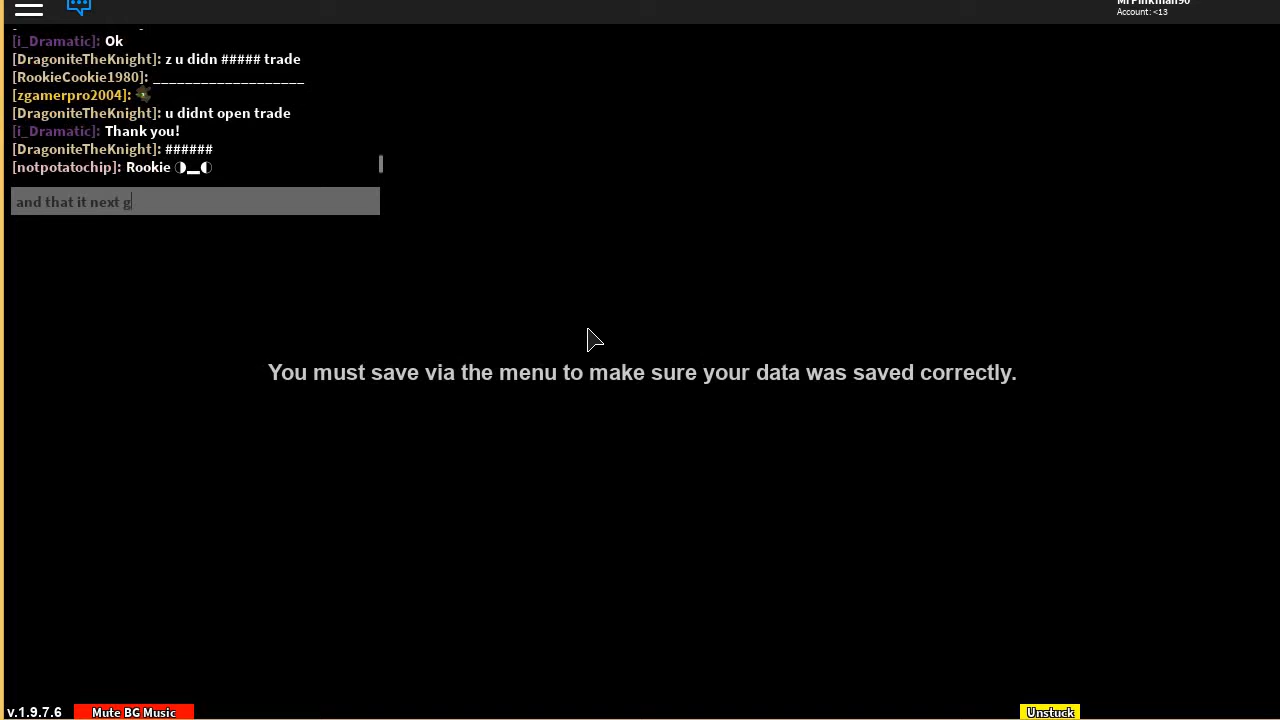 MrPinkman90
Account: <13
[i_Dramatic]: Ok
[DragoniteTheKnight]: z u didn ##### trade
[RookieCookie1980]: ___________________
[zgamerpro2004]:
[DragoniteTheKnight]: u didnt open trade
[i_Dramatic]: Thank you!
[DragoniteTheKnight]: ######
[notpotatochip]: Rookie ◑▂◐
and that it next g
You must save via the menu to make sure your data was saved correctly.
v.1.9.7.6
Mute BG Music
Unstuck